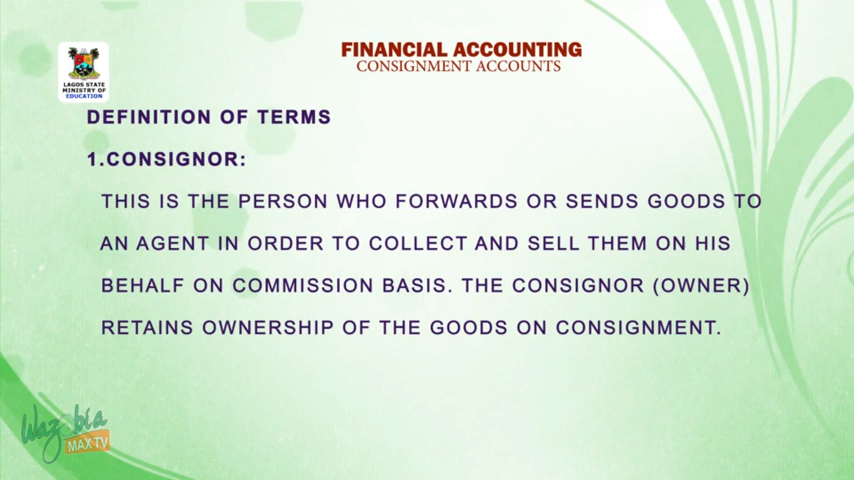 FINANCIAL ACCOUNTING
CONSIGNMENT ACCOUNTS
LAGOS STATE
MINISTRY OF
EDUCATION
DEFINITION OF TERMS
1.CONSIGNOR:
THIS IS THE PERSON WHO FORWARDS OR SENDS GOODS TO
AN AGENT IN ORDER TO COLLECT AND SELL THEM ON HIS
BEHALF ON COMMISSION BASIS. THE CONSIGNOR (OWNER)
RETAINS OWNERSHIP OF THE GOODS ON CONSIGNMENT.
Wazobia
MAX TV